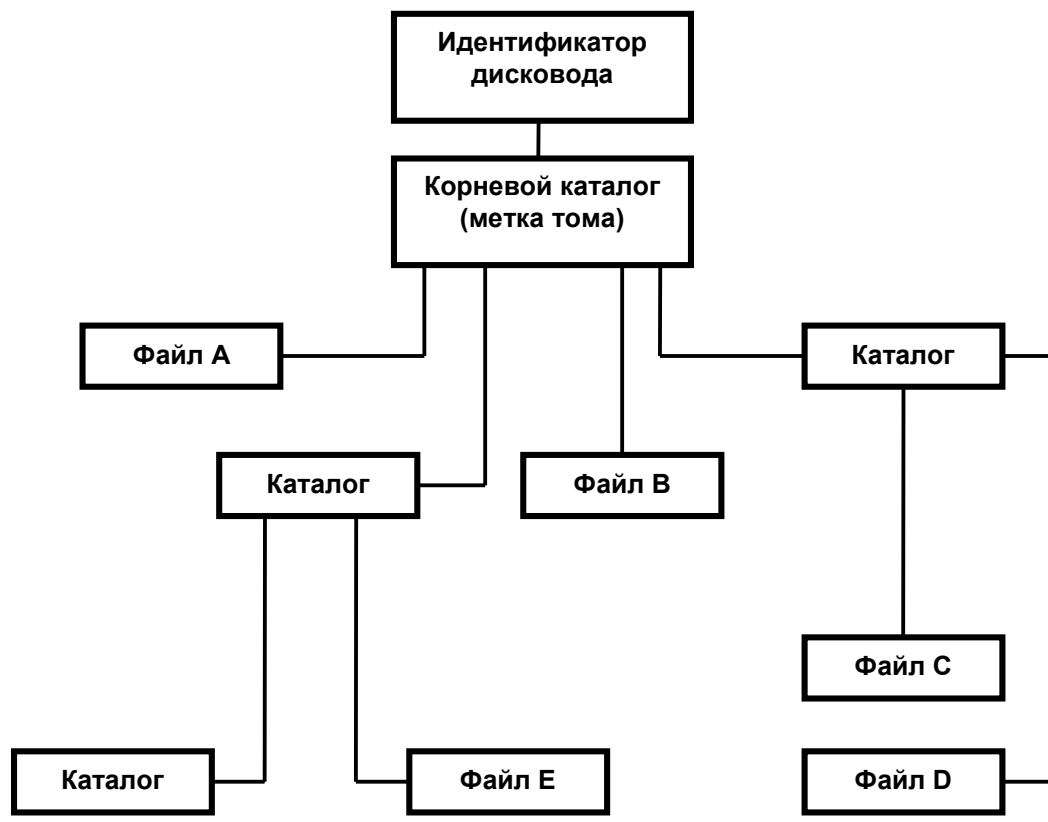 Идентификатор
дисковода
Корневой каталог
(метка тома)
Файл A
Каталог
Каталог
Файл B
Файл C
Каталог
Файл E
Файл D